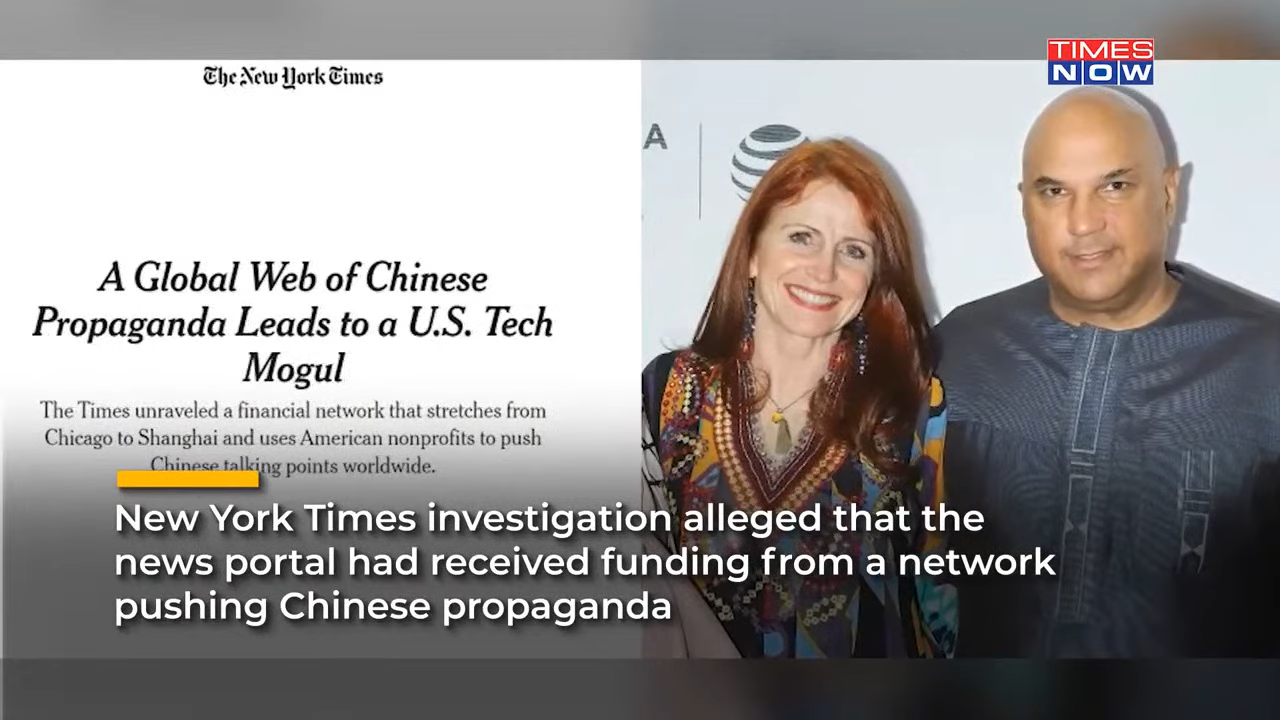 TIMES
NOW
The New York Times
A
A Global Web of Chinese
Propaganda Leads to a U.S. Tech
Mogul
The Times unraveled a financial network that stretches from
Chicago to Shanghai and uses American nonprofits to push
Chinese talking points worldwide.
New York Times investigation alleged that the
news portal had received funding from a network
pushing Chinese propaganda